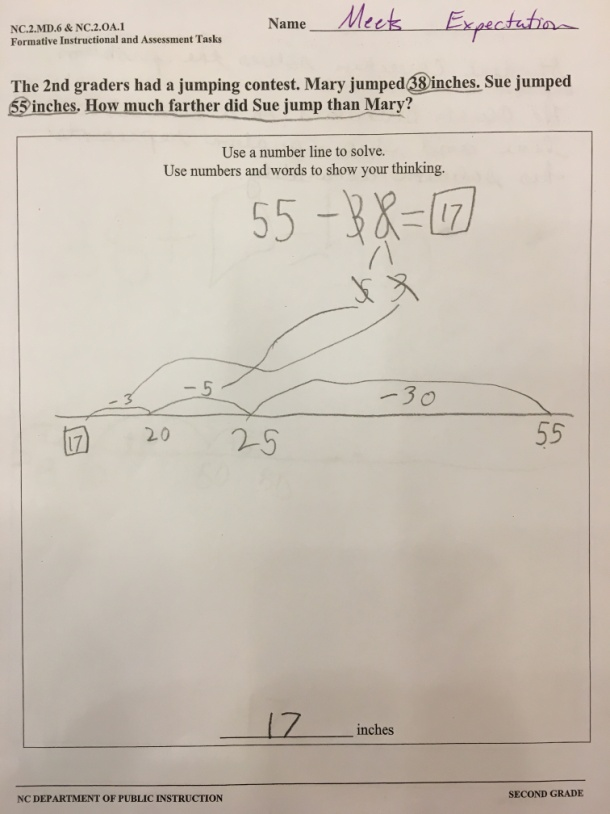 NC.2.MD.6 & NC.2.OA.1
Formative Instructional and Assessment Tasks
Name Meets Expectation
The 2nd graders had a jumping contest. Mary jumped 38 inches. Sue jumped
55 inches. How much farther did Sue jump than Mary?
Use a number line to solve.
Use numbers and words to show your thinking.
55 - 38 = 17
5 3
-3 -5 -30
17 20 25 55
17 inches
NC DEPARTMENT OF PUBLIC INSTRUCTION SECOND GRADE